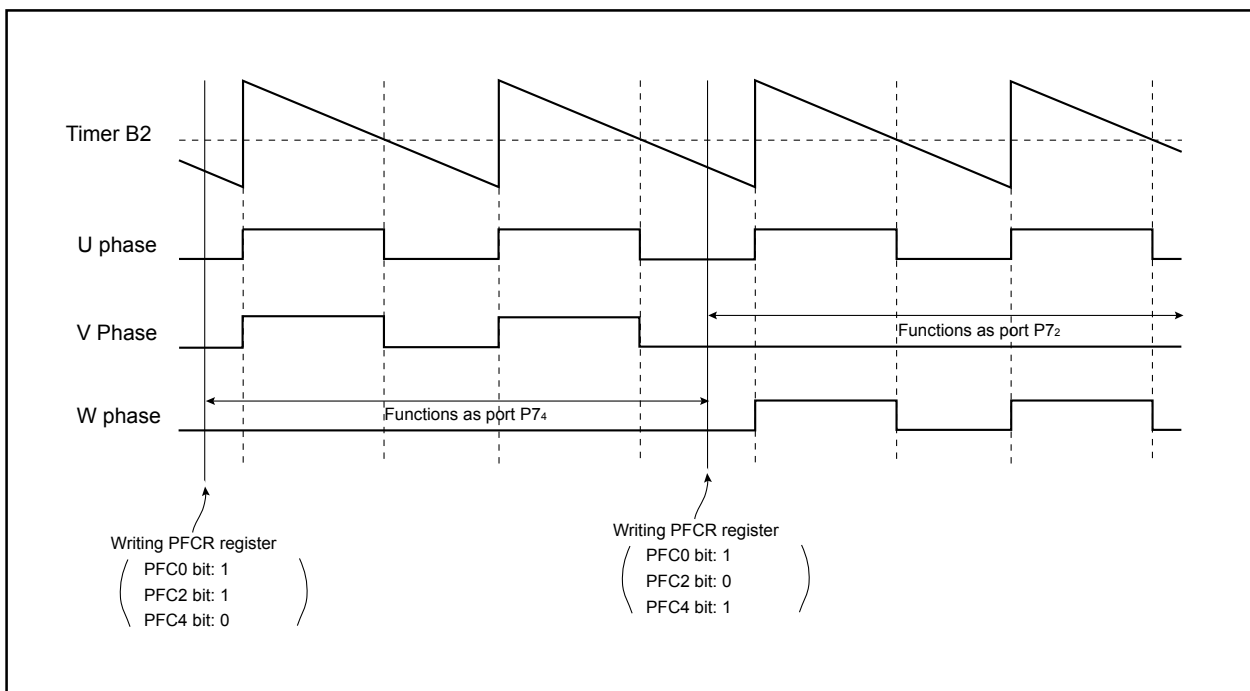 Timer B2
U phase
V Phase
Functions as port P72
W phase
Functions as port P74
Writing PFCR register
PFC0 bit: 1
PFC2 bit: 1
PFC4 bit: 0
Writing PFCR register
PFC0 bit: 1
PFC2 bit: 0
PFC4 bit: 1